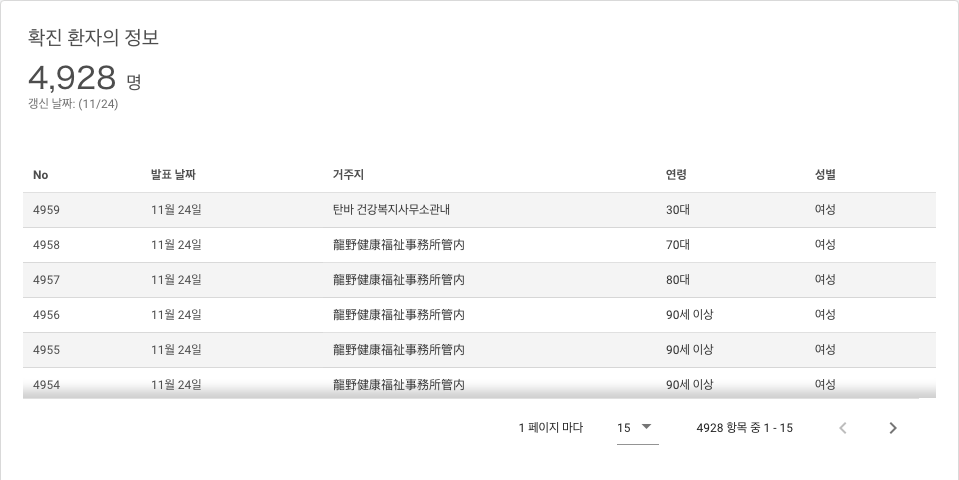 확진 환자의 정보
4,928 명
갱신 날짜: (11/24)
No 발표 날짜 거주지 연령 성별
4959 11월 24일 탄바 건강복지사무소관내 30대 여성
4958 11월 24일 龍野健康福祉事務所管内 70대 여성
4957 11월 24일 龍野健康福祉事務所管内 80대 여성
4956 11월 24일 龍野健康福祉事務所管内 90세 이상 여성
4955 11월 24일 龍野健康福祉事務所管内 90세 이상 여성
4954 11월 24일 龍野健康福祉事務所管内 90세 이상 여성
1 페이지 마다 15 4928 항목 중 1 - 15